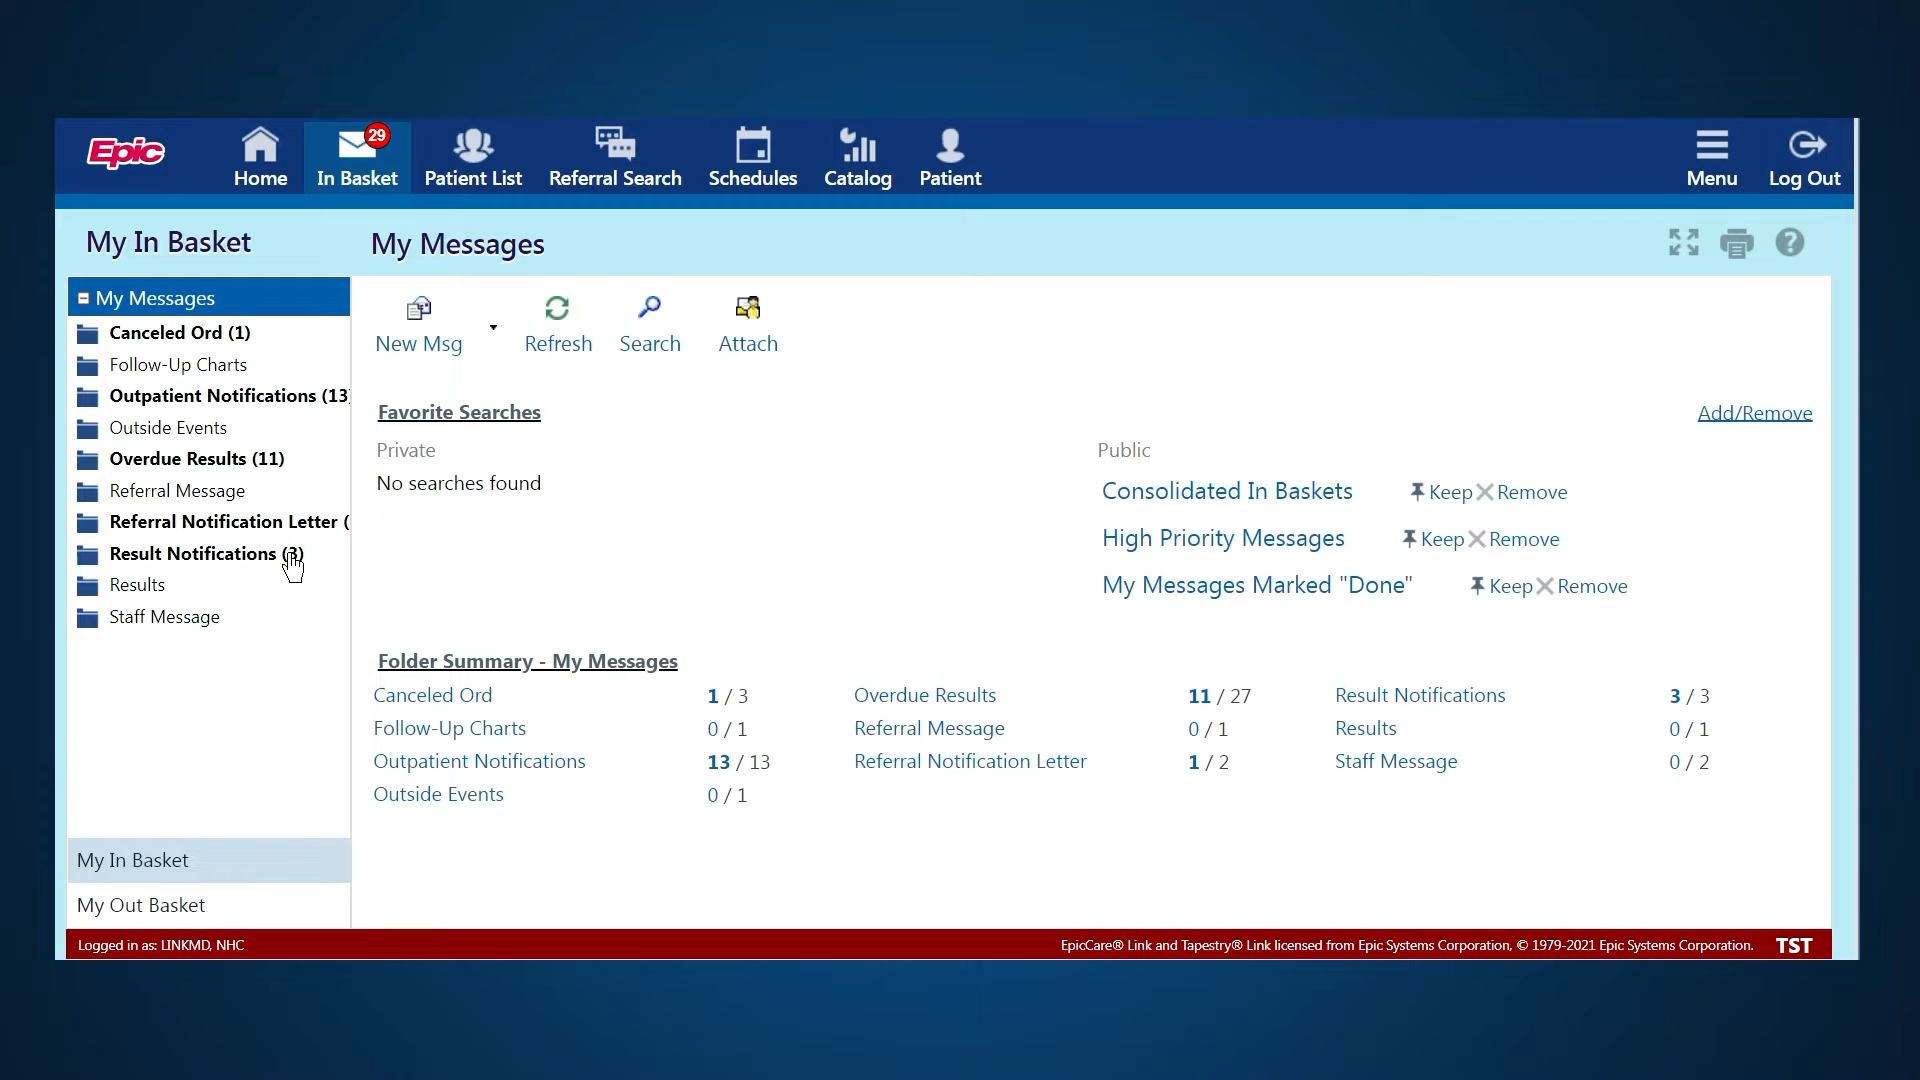 Epic
Home
29
In Basket
Patient List
Referral Search
Schedules
Catalog
Patient
Menu
Log Out
My In Basket
My Messages
My Messages
Canceled Ord (1)
Follow-Up Charts
Outpatient Notifications (13)
Outside Events
Overdue Results (11)
Referral Message
Referral Notification Letter (
Result Notifications (3)
Results
Staff Message
My In Basket
My Out Basket
New Msg
Refresh
Search
Attach
Favorite Searches
Add/Remove
Private
No searches found
Public
Consolidated In Baskets Keep Remove
High Priority Messages Keep Remove
My Messages Marked "Done" Keep Remove
Folder Summary - My Messages
Canceled Ord 1 / 3 Overdue Results 11 / 27 Result Notifications 3 / 3
Follow-Up Charts 0 / 1 Referral Message 0 / 1 Results 0 / 1
Outpatient Notifications 13 / 13 Referral Notification Letter 1 / 2 Staff Message 0 / 2
Outside Events 0 / 1
Logged in as: LINKMD, NHC
EpicCare® Link and Tapestry® Link licensed from Epic Systems Corporation, © 1979-2021 Epic Systems Corporation.
TST